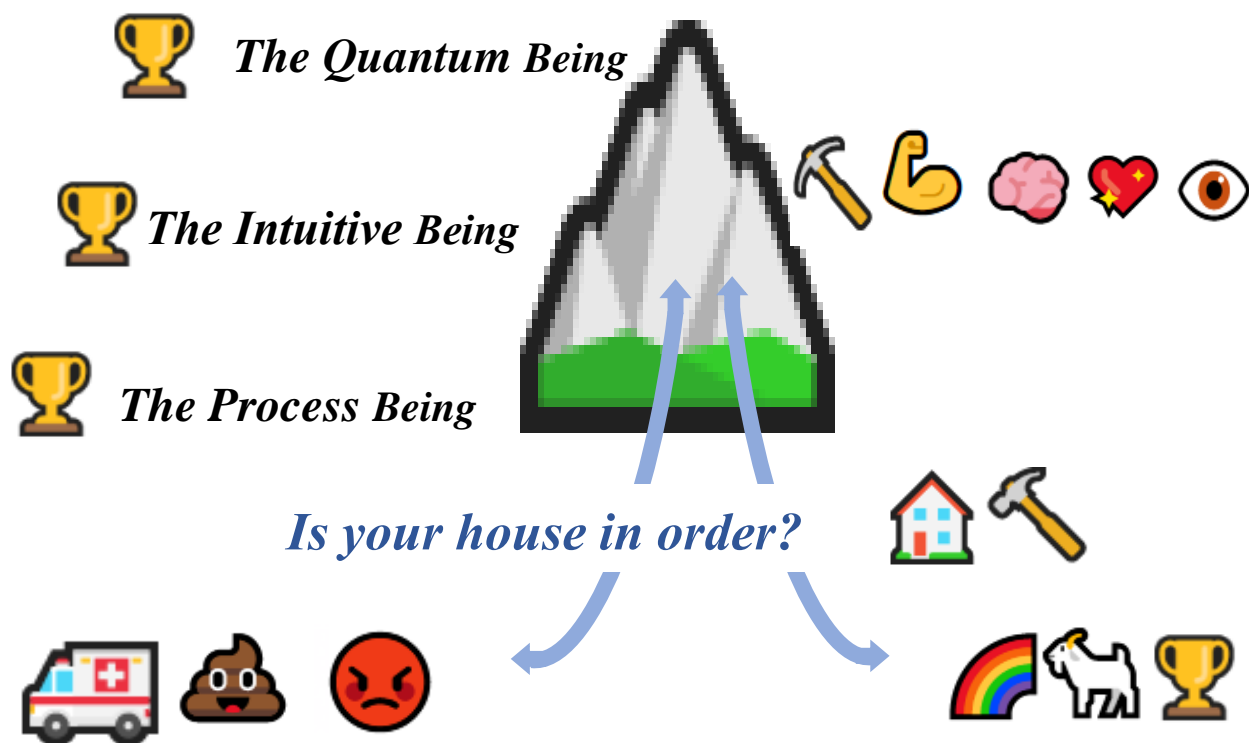 The Quantum Being
The Intuitive Being
The Process Being
Is your house in order?